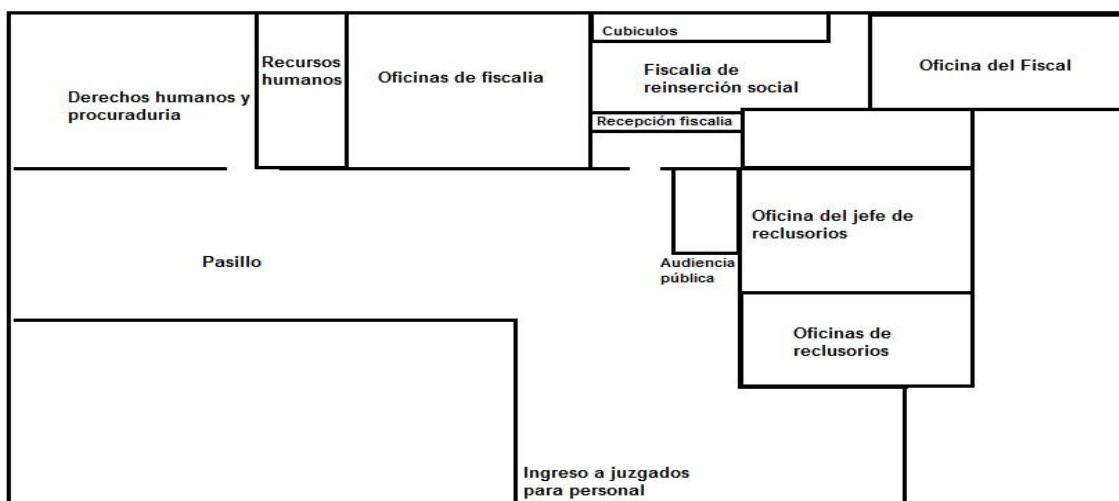 Cubiculos
Recursos
humanos
Oficinas de fiscalia
Fiscalia de
reinserción social
Oficina del Fiscal
Derechos humanos y
procuraduria
Recepción fiscalia
Oficina del jefe de
reclusorios
Pasillo
Audiencia
pública
Oficinas de
reclusorios
Ingreso a juzgados
para personal